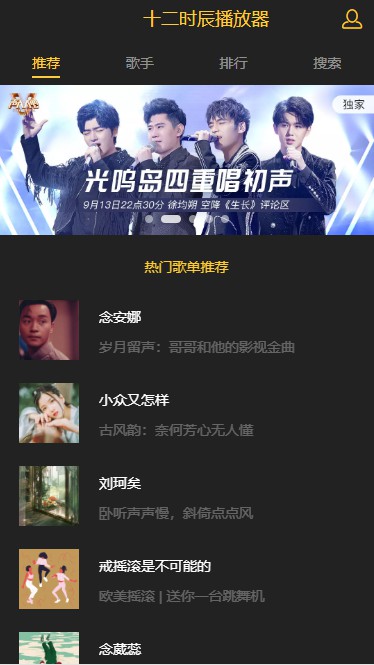 十二时辰播放器
推荐
歌手
排行
搜索
声入人心
独家
光呜岛四重唱初声
9月13日22点30分 徐均朔 空降《生长》评论区
热门歌单推荐
念安娜
岁月留声：哥哥和他的影视金曲
小众又怎样
古风韵：奈何芳心无人懂
刘珂矣
卧听声声慢，斜倚点点风
戒摇滚是不可能的
欧美摇滚 | 送你一台跳舞机
念葳蕊